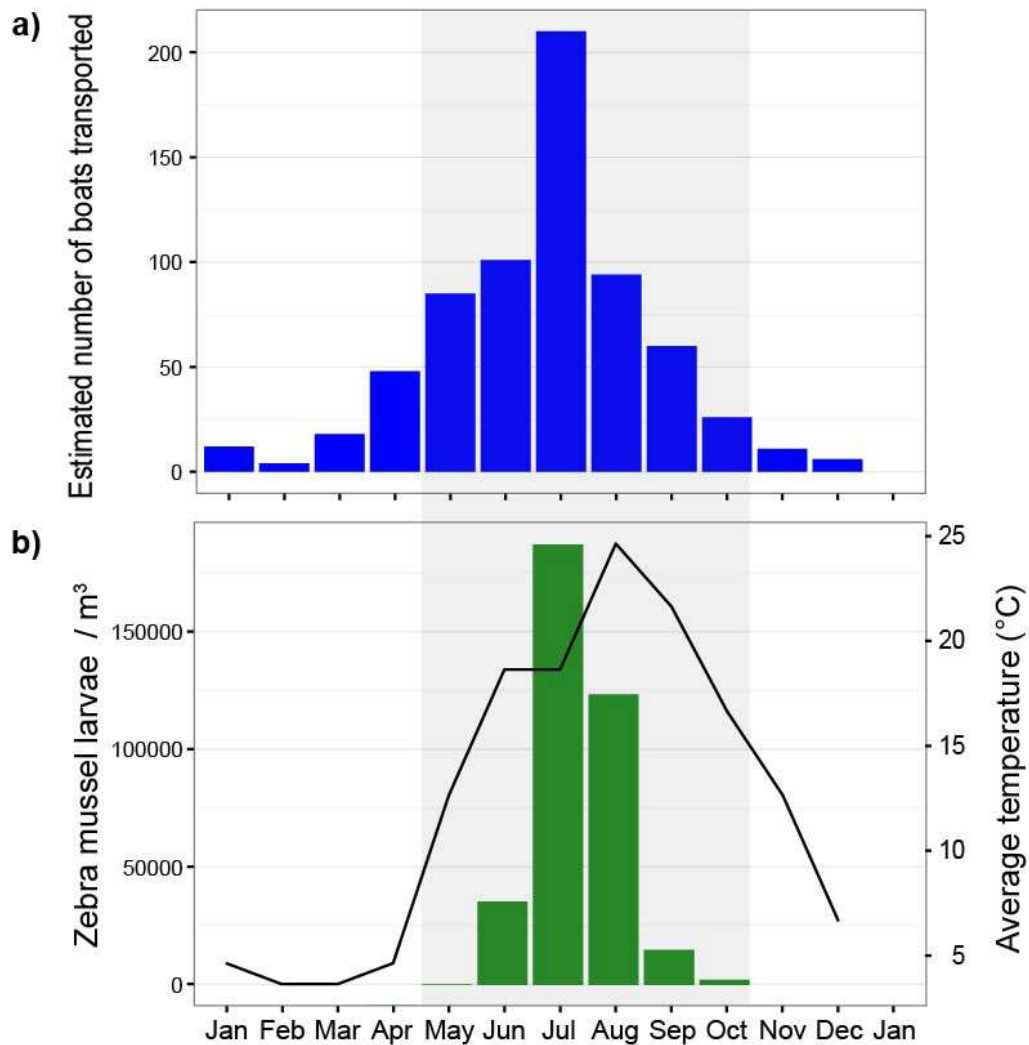 a)
Estimated number of boats transported
200
150
100
50
0
b)
Zebra mussel larvae / m³
150000
100000
50000
0
25
20
15
10
5
Average temperature (°C)
Jan Feb Mar Apr May Jun Jul Aug Sep Oct Nov Dec Jan